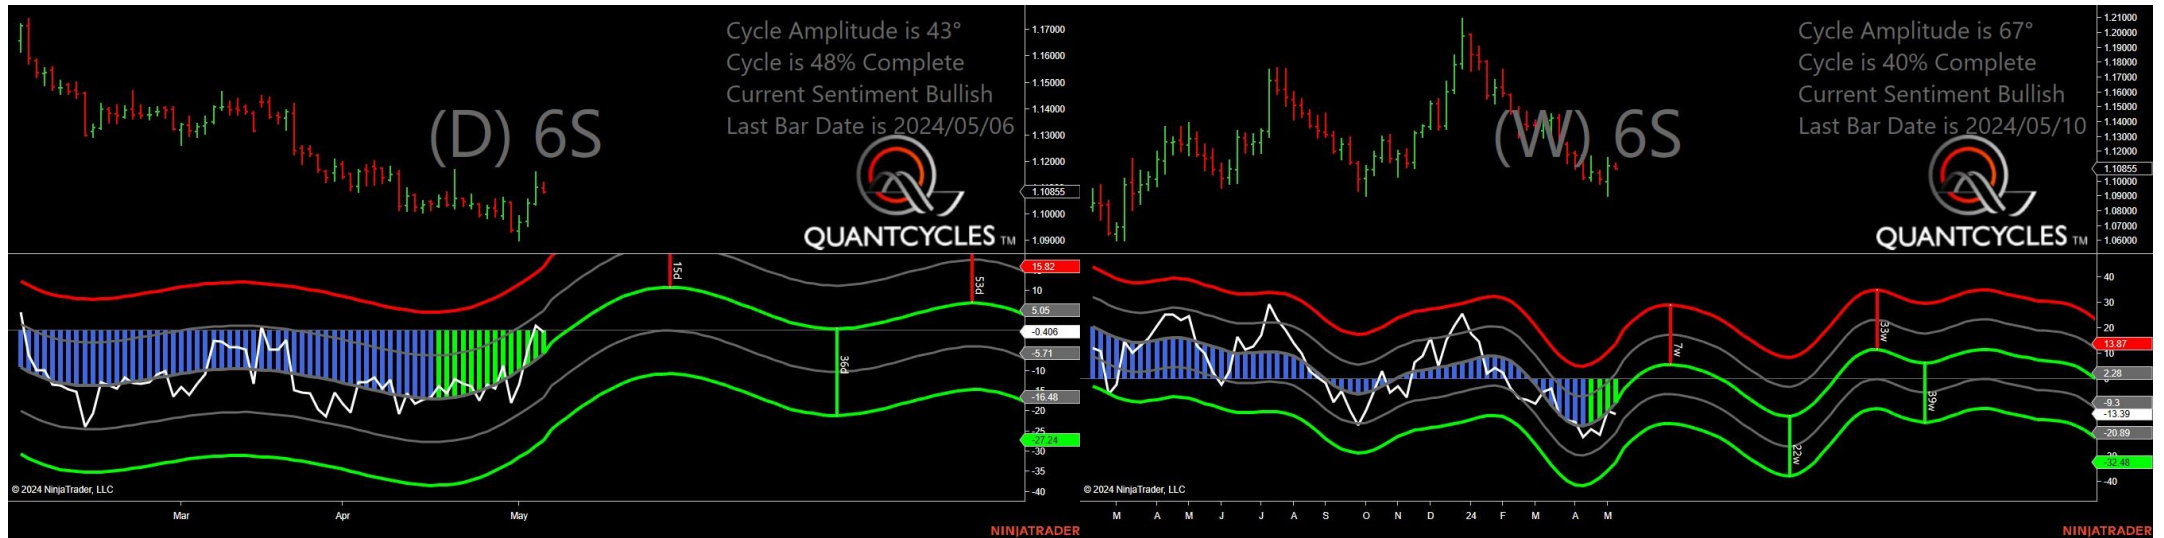 Cycle Amplitude is 43°
Cycle is 48% Complete
Current Sentiment Bullish
Last Bar Date is 2024/05/06
(D) 6S
QUANTCYCLES TM
1.17000
1.16000
1.15000
1.14000
1.13000
1.12000
1.10855
1.10000
1.09000
15d
53d
36d
15.82
10
5.05
-0.406
-5.71
-10
-15
-16.48
-20
-25
-27.24
-30
-35
-40
© 2024 NinjaTrader, LLC
Mar
Apr
May
NINJATRADER
Cycle Amplitude is 67°
Cycle is 40% Complete
Current Sentiment Bullish
Last Bar Date is 2024/05/10
(W) 6S
QUANTCYCLES TM
1.21000
1.20000
1.19000
1.18000
1.17000
1.16000
1.15000
1.14000
1.13000
1.12000
1.10855
1.10000
1.09000
1.08000
1.07000
1.06000
7w
33w
22w
39w
40
30
20
13.87
10
2.28
-9.3
-13.39
-20.89
-32.48
-40
© 2024 NinjaTrader, LLC
M
A
M
J
J
A
S
O
N
D
24
F
M
A
M
NINJATRADER